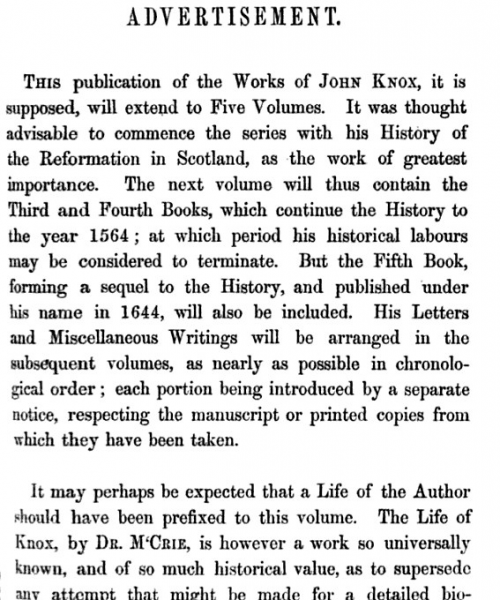 ADVERTISEMENT.
THIS publication of the Works of JOHN KNOX, it is
supposed, will extend to Five Volumes. It was thought
advisable to commence the series with his History of
the Reformation in Scotland, as the work of greatest
importance. The next volume will thus contain the
Third and Fourth Books, which continue the History to
the year 1564 ; at which period his historical labours
may be considered to terminate. But the Fifth Book,
forming a sequel to the History, and published under
his name in 1644, will also be included. His Letters
and Miscellaneous Writings will be arranged in the
subsequent volumes, as nearly as possible in chronolo-
gical order ; each portion being introduced by a separate
notice, respecting the manuscript or printed copies from
which they have been taken.
It may perhaps be expected that a Life of the Author
should have been prefixed to this volume. The Life of
Knox, by DR. M‘CRIE, is however a work so universally
known, and of so much historical value, as to supersede
any attempt that might be made for a detailed bio-